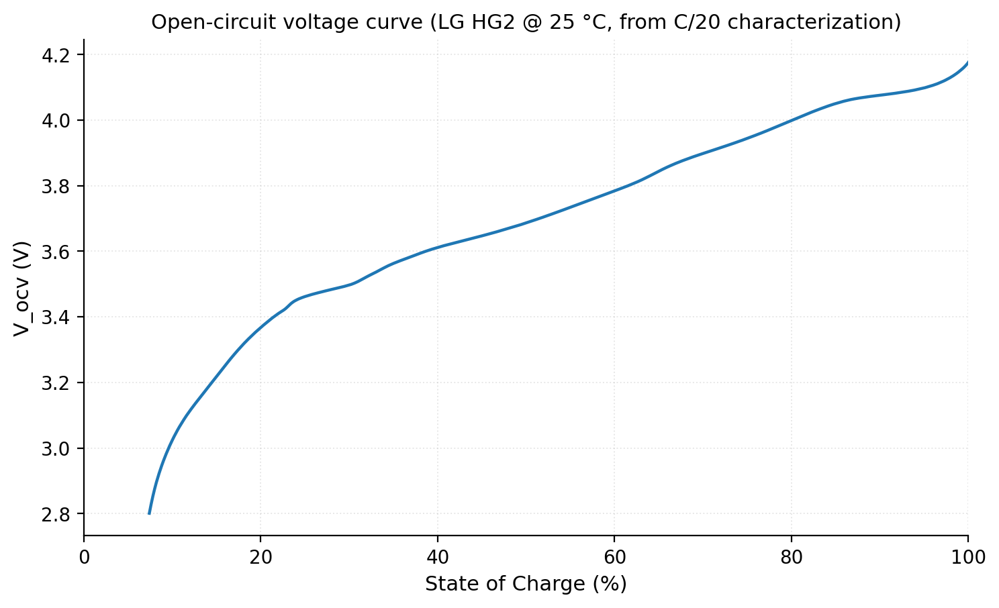 Open-circuit voltage curve (LG HG2 @ 25 °C, from C/20 characterization)
V_ocv (V)
4.2
4.0
3.8
3.6
3.4
3.2
3.0
2.8
0 20 40 60 80 100
State of Charge (%)